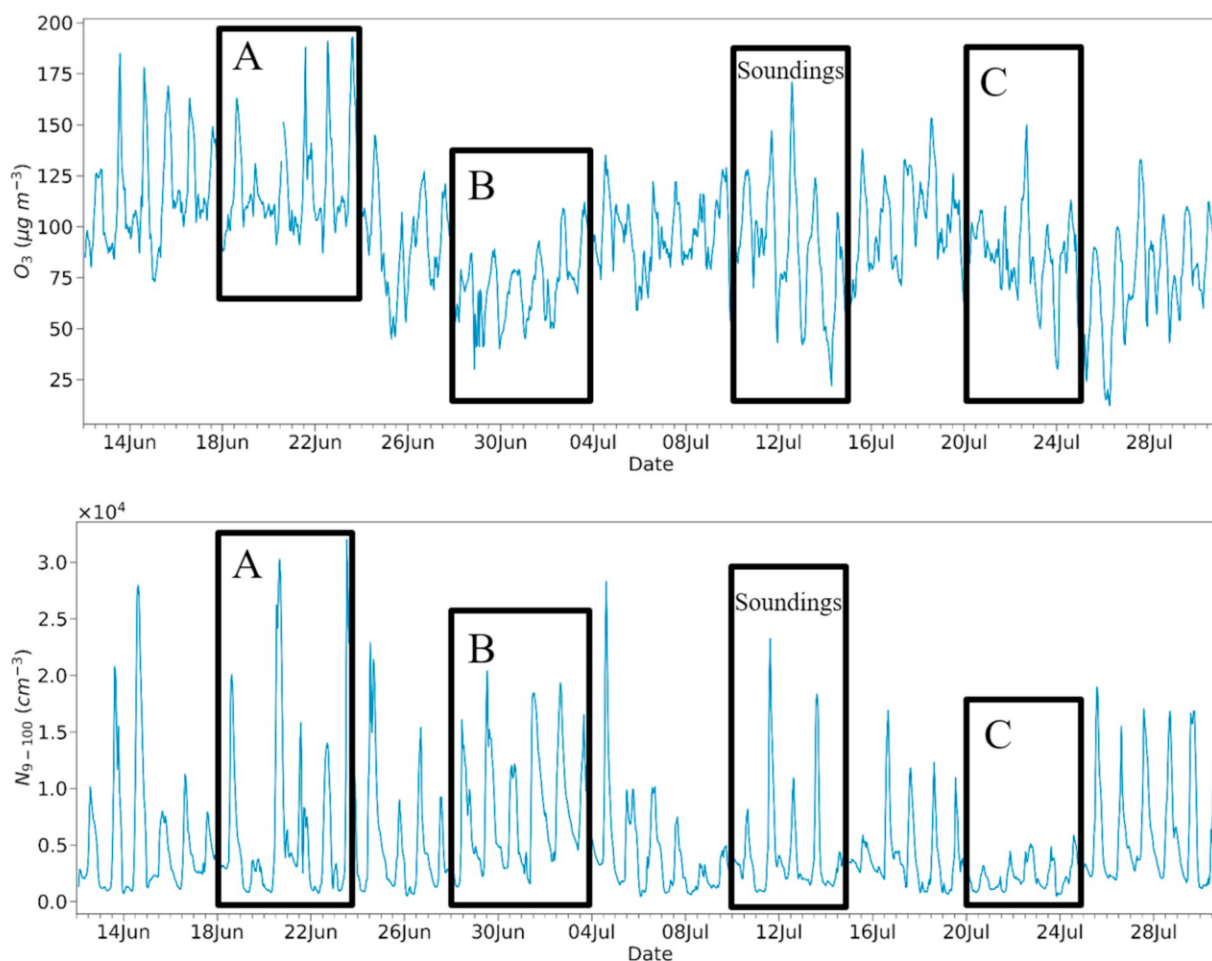 200
175
150
125
100
75
50
25
O3 (μg m−3)
A
B
Soundings
C
14Jun 18Jun 22Jun 26Jun 30Jun 04Jul 08Jul 12Jul 16Jul 20Jul 24Jul 28Jul
Date
×10^4
3.0
2.5
2.0
1.5
1.0
0.5
0.0
N9−100 (cm−3)
A
B
Soundings
C
14Jun 18Jun 22Jun 26Jun 30Jun 04Jul 08Jul 12Jul 16Jul 20Jul 24Jul 28Jul
Date